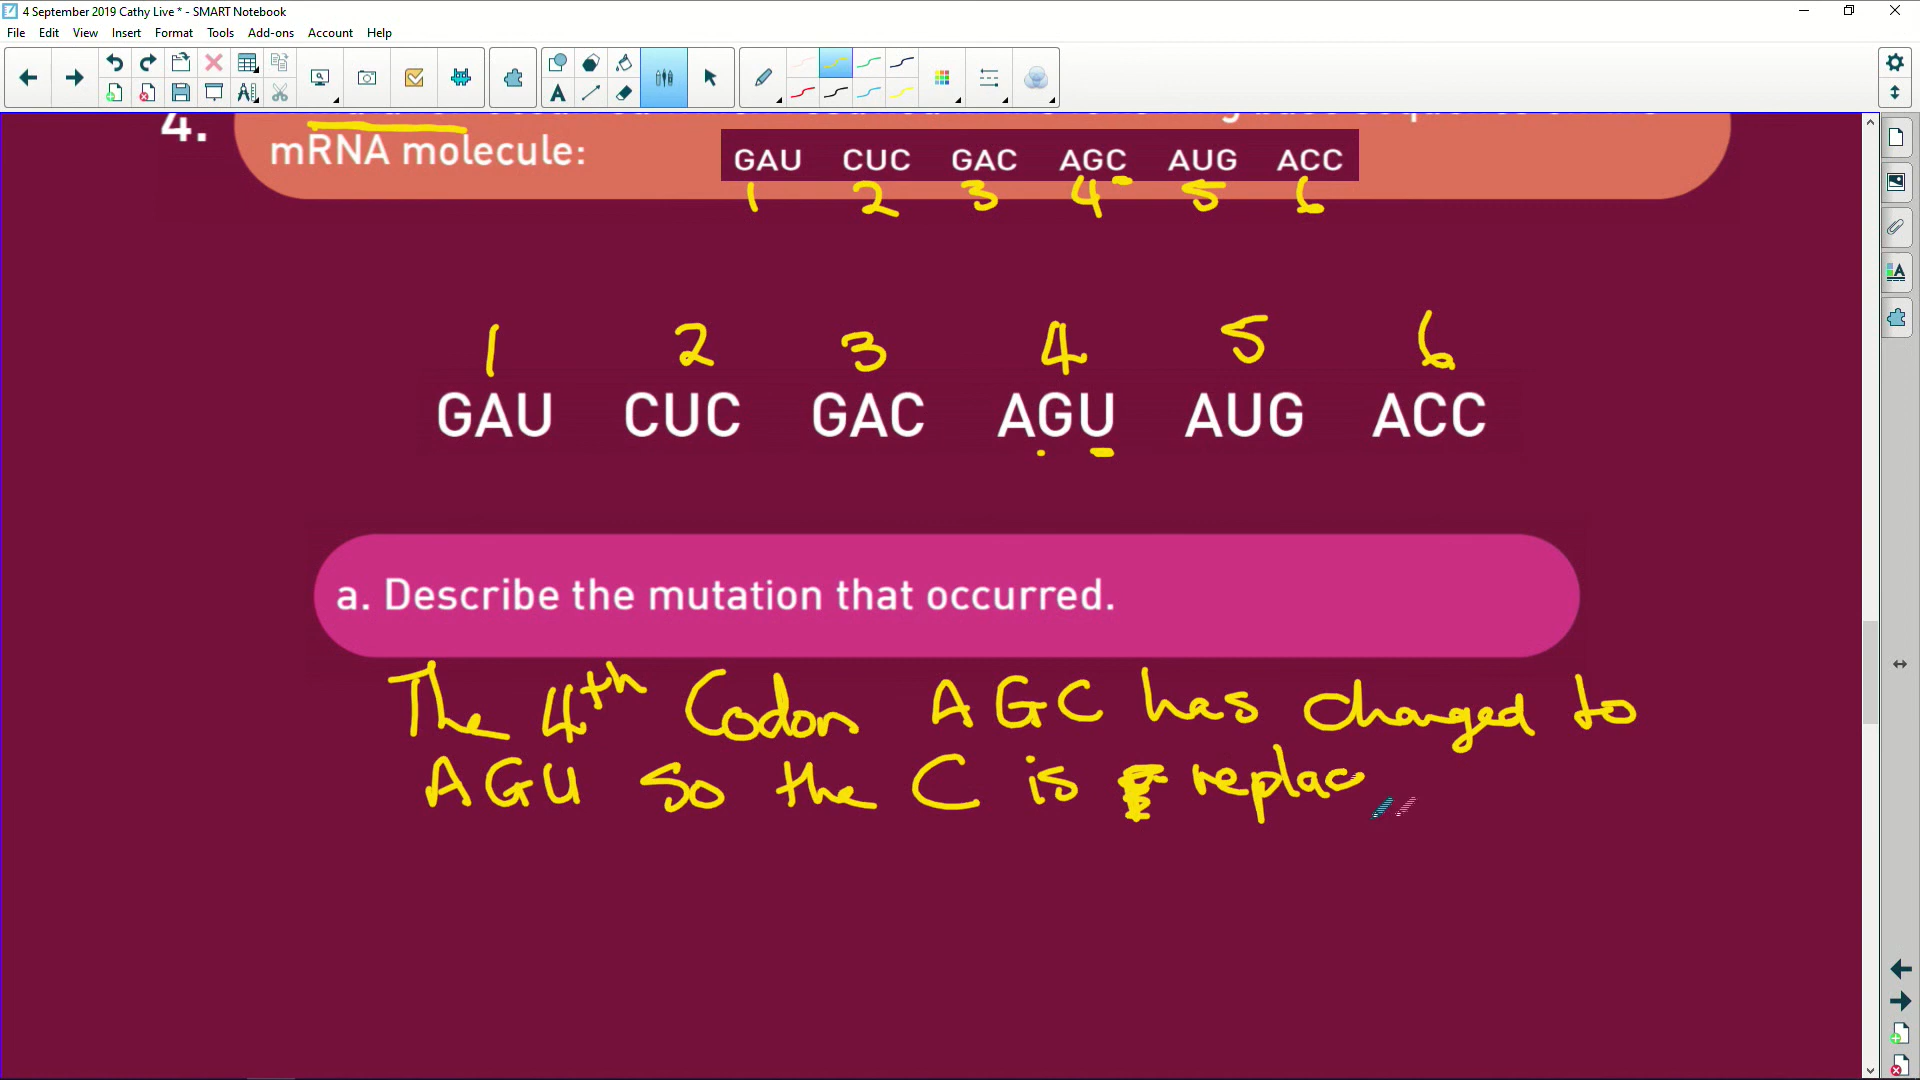 4 September 2019 Cathy Live * - SMART Notebook
File Edit View Insert Format Tools Add-ons Account Help
4.
mRNA molecule: GAU CUC GAC AGC AUG ACC
1 2 3 4 5 6
1 2 3 4 5 6
GAU CUC GAC AGU AUG ACC
a. Describe the mutation that occurred.
The 4th Codon AGC has changed to
AGU so the C is replac